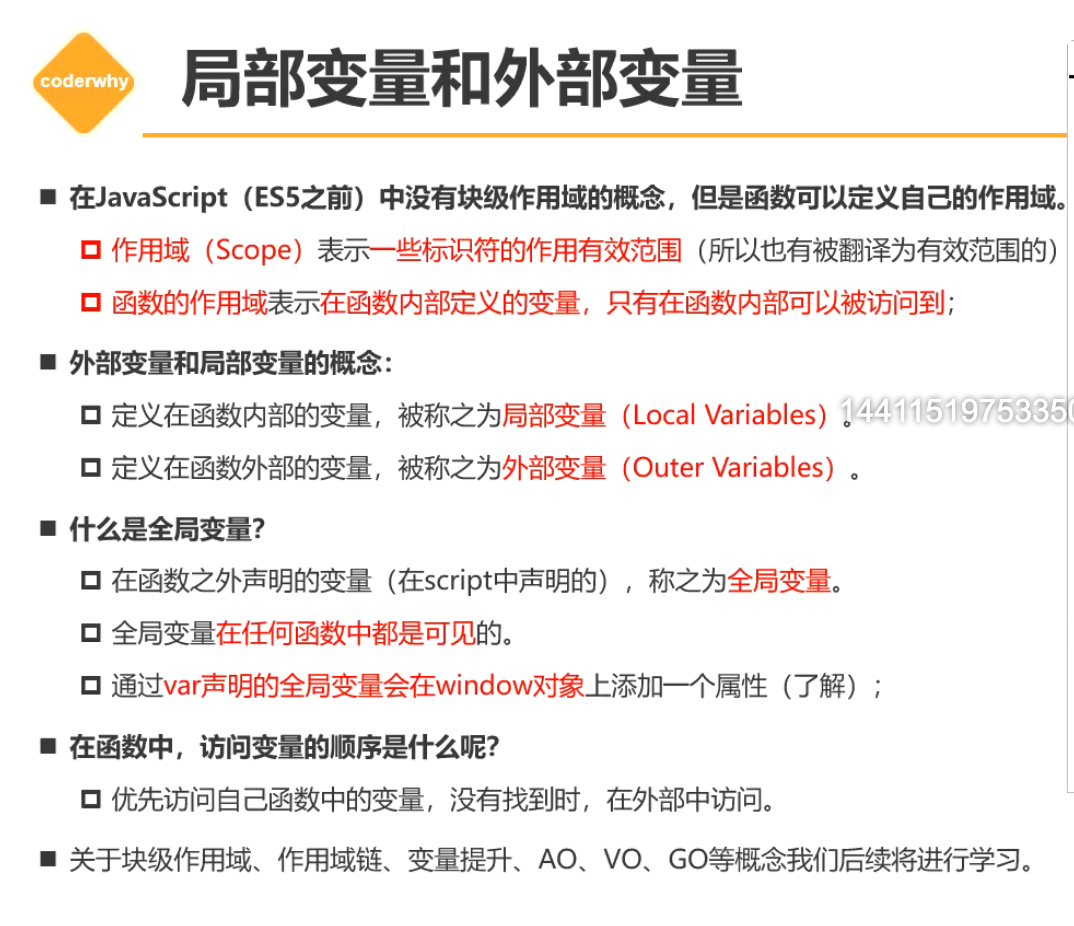 coderwhy
局部变量和外部变量
■ 在JavaScript（ES5之前）中没有块级作用域的概念，但是函数可以定义自己的作用域。
作用域（Scope）表示一些标识符的作用有效范围（所以也有被翻译为有效范围的）
函数的作用域表示在函数内部定义的变量，只有在函数内部可以被访问到；
■ 外部变量和局部变量的概念：
定义在函数内部的变量，被称之为局部变量（Local Variables）。
14411519753350
定义在函数外部的变量，被称之为外部变量（Outer Variables）。
■ 什么是全局变量？
在函数之外声明的变量（在script中声明的），称之为全局变量。
全局变量在任何函数中都是可见的。
通过var声明的全局变量会在window对象上添加一个属性（了解）；
■ 在函数中，访问变量的顺序是什么呢？
优先访问自己函数中的变量，没有找到时，在外部中访问。
■ 关于块级作用域、作用域链、变量提升、AO、VO、GO等概念我们后续将进行学习。